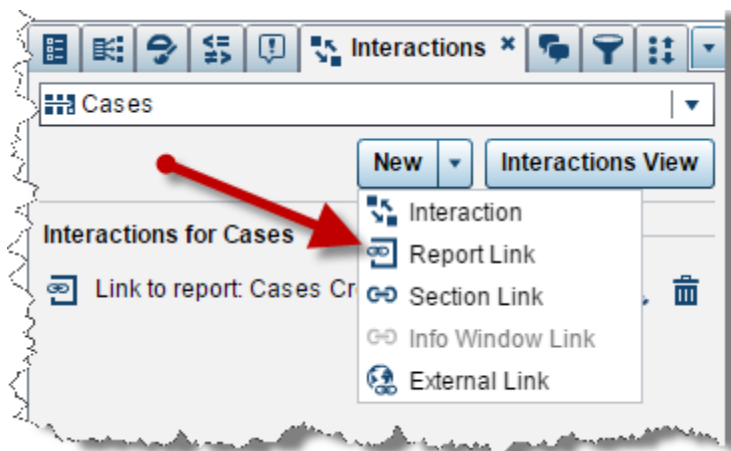 Interactions
Cases
New Interactions View
Interaction
Interactions for Cases
Report Link
Link to report: Cases Cr
Section Link
Info Window Link
External Link